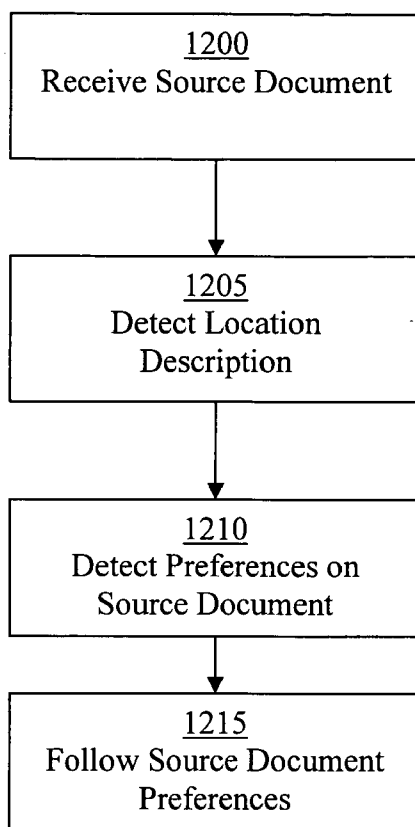 1200
Receive Source Document
1205
Detect Location
Description
1210
Detect Preferences on
Source Document
1215
Follow Source Document
Preferences